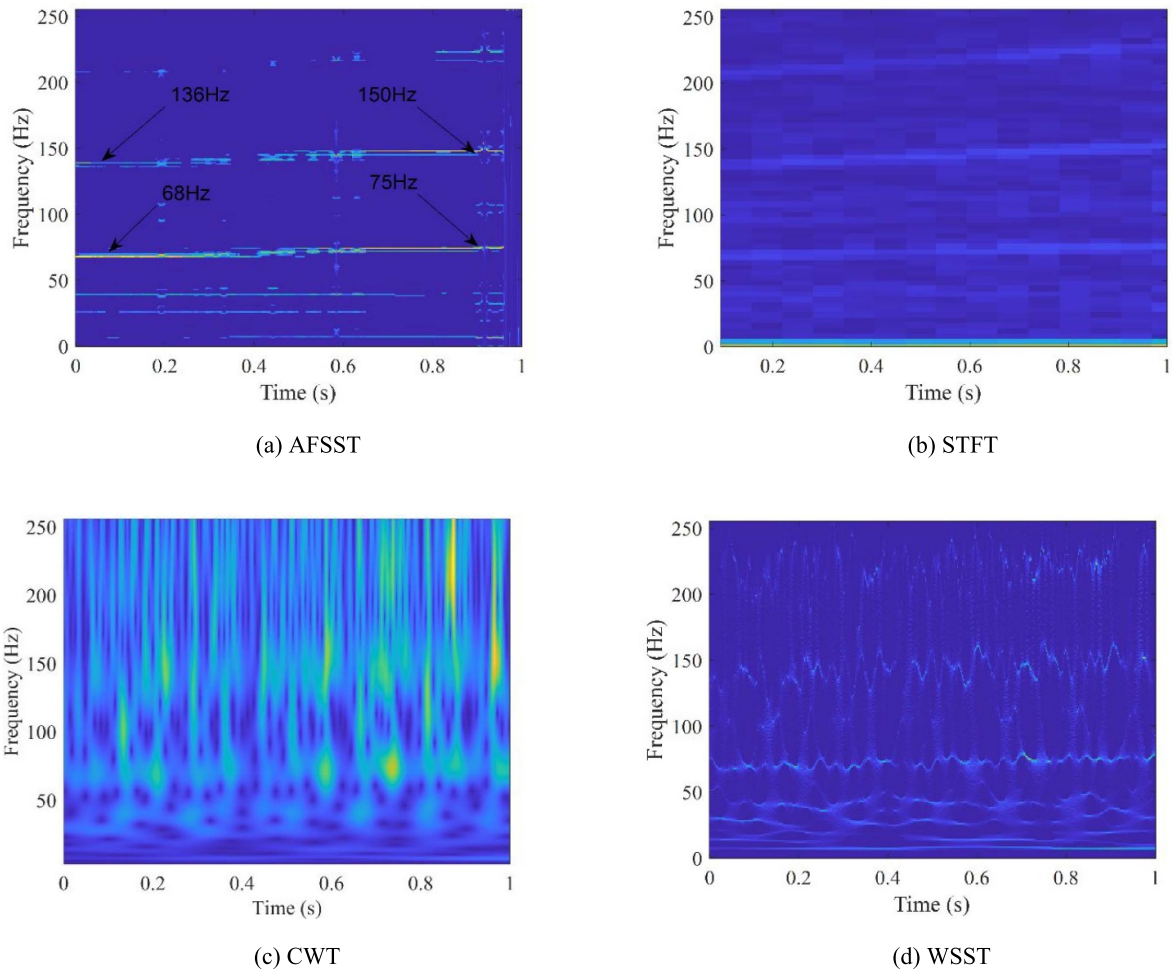 250
200
150
100
50
0
Frequency (Hz)
136Hz
150Hz
68Hz
75Hz
0 0.2 0.4 0.6 0.8 1
Time (s)
(a) AFSST
250
200
150
100
50
0
Frequency (Hz)
0.2 0.4 0.6 0.8 1
Time (s)
(b) STFT
250
200
150
100
50
Frequency (Hz)
0 0.2 0.4 0.6 0.8 1
Time (s)
(c) CWT
250
200
150
100
50
0
Frequency (Hz)
0 0.2 0.4 0.6 0.8 1
Time (s)
(d) WSST